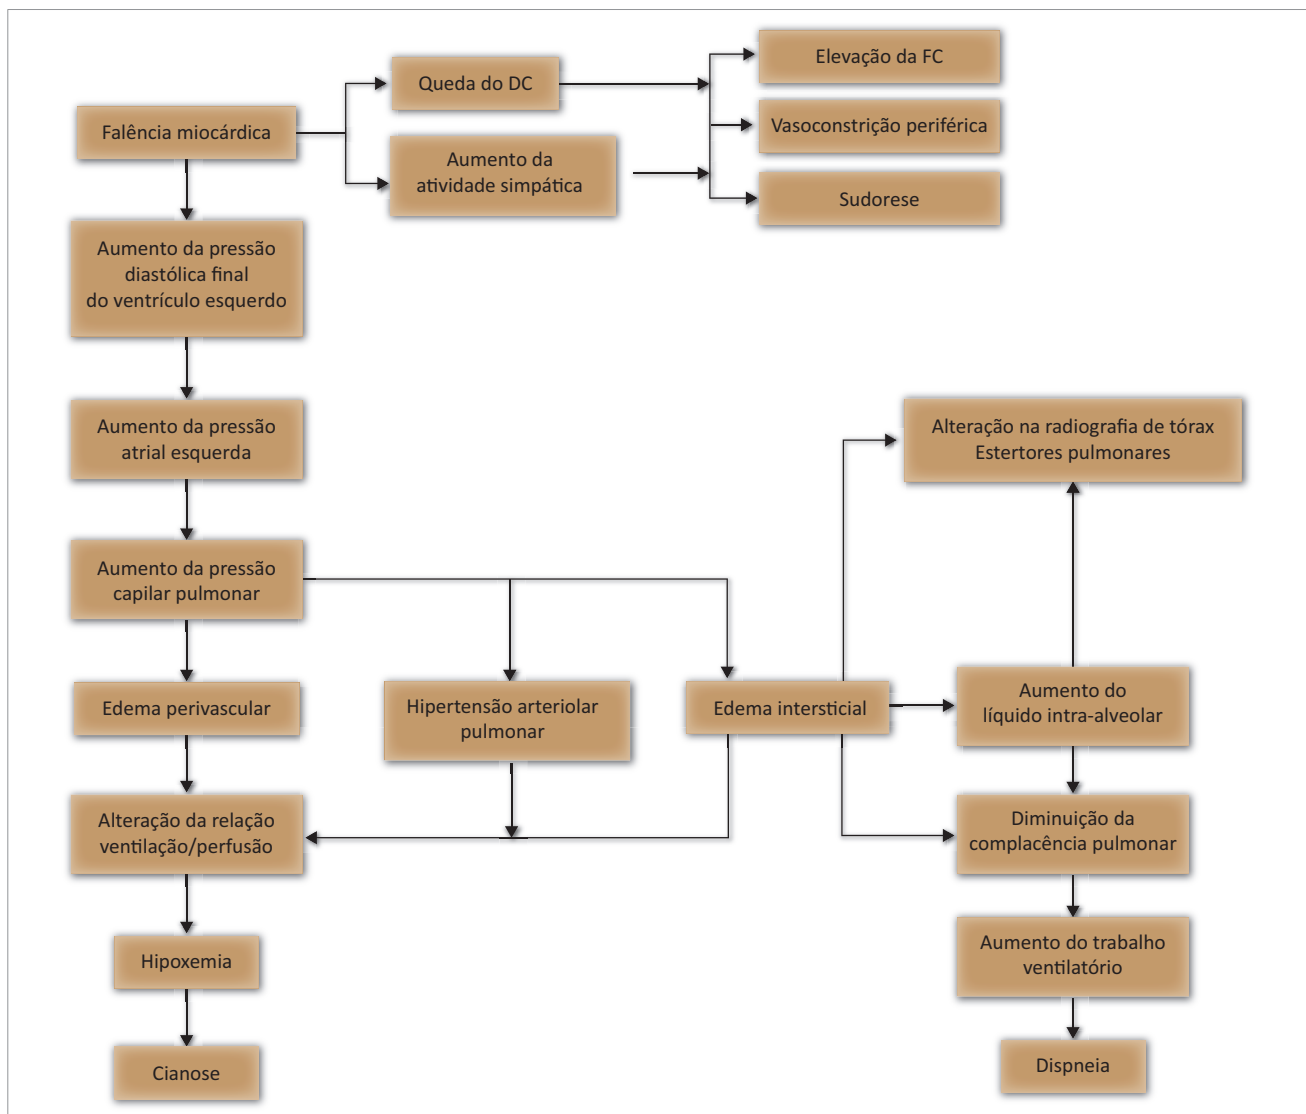 Elevação da FC
Queda do DC
Falência miocárdica
Vasoconstrição periférica
Aumento da
atividade simpática
Sudorese
Aumento da pressão
diastólica final
do ventrículo esquerdo
Aumento da pressão
atrial esquerda
Alteração na radiografia de tórax
Estertores pulmonares
Aumento da pressão
capilar pulmonar
Edema perivascular
Hipertensão arteriolar
pulmonar
Edema intersticial
Aumento do
líquido intra-alveolar
Alteração da relação
ventilação/perfusão
Diminuição da
complacência pulmonar
Hipoxemia
Aumento do trabalho
ventilatório
Cianose
Dispneia